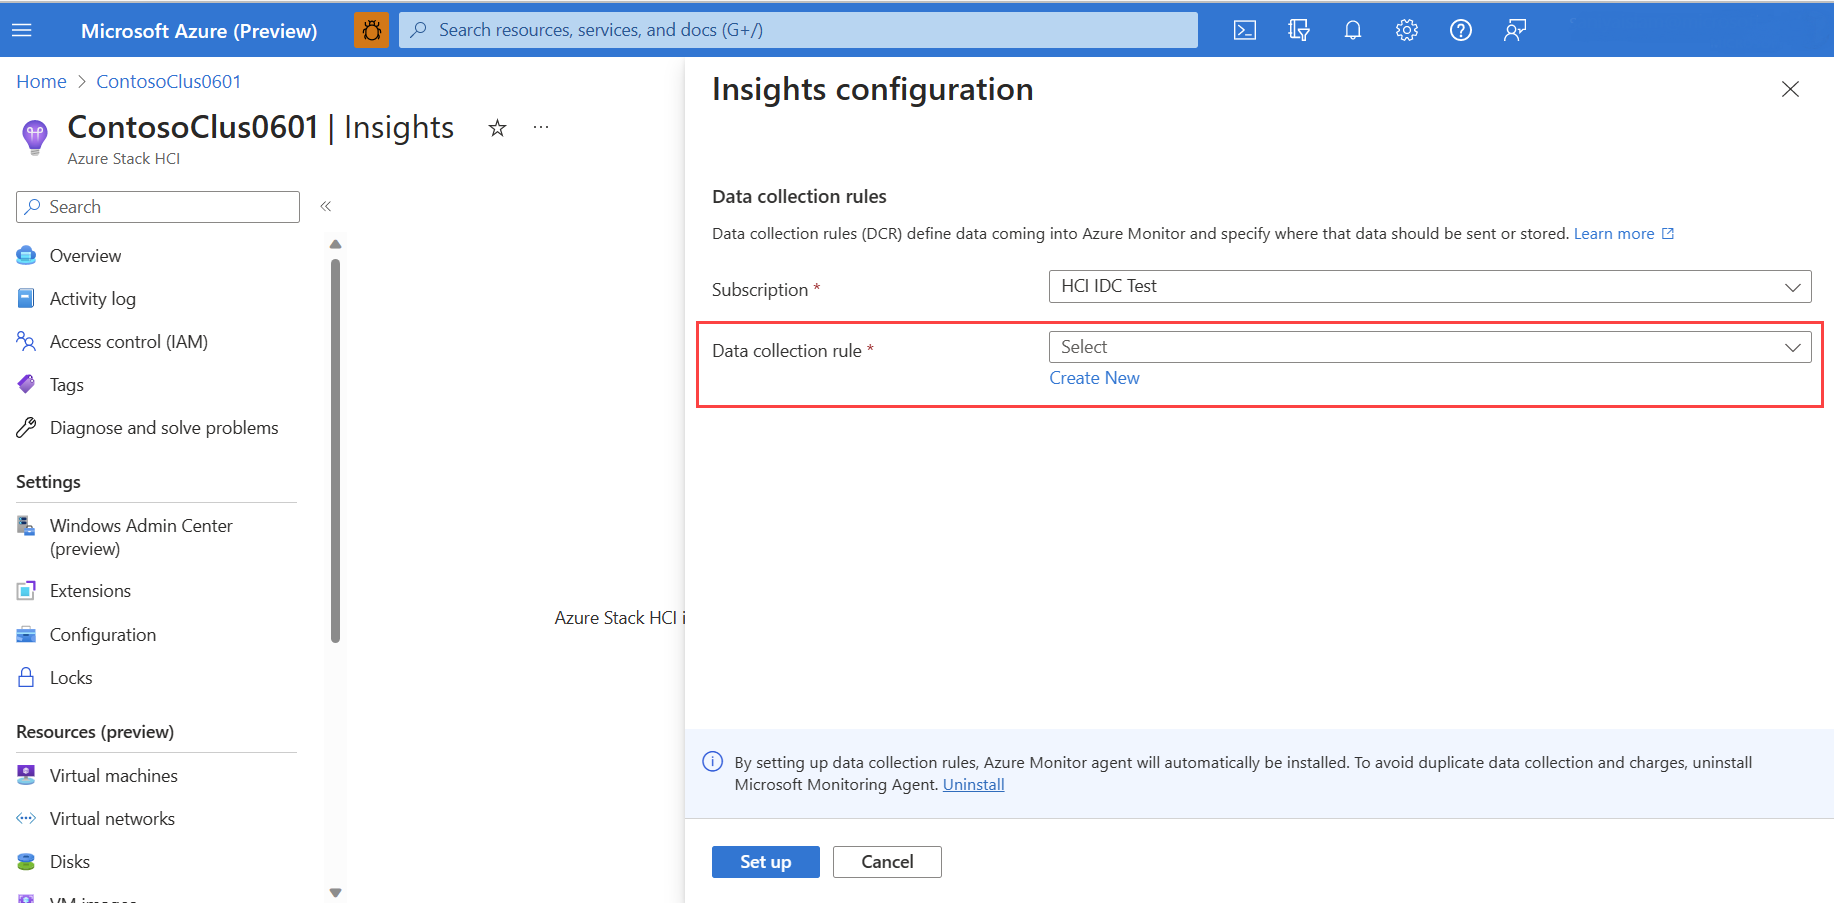 Microsoft Azure (Preview)
Search resources, services, and docs (G+/)
Home > ContosoClus0601
ContosoClus0601 | Insights
Azure Stack HCI
Search
Overview
Activity log
Access control (IAM)
Tags
Diagnose and solve problems
Settings
Windows Admin Center
(preview)
Extensions
Configuration
Locks
Resources (preview)
Virtual machines
Virtual networks
Disks
VM images
Azure Stack HCI i
Insights configuration
Data collection rules
Data collection rules (DCR) define data coming into Azure Monitor and specify where that data should be sent or stored. Learn more
Subscription *
HCI IDC Test
Data collection rule *
Select
Create New
By setting up data collection rules, Azure Monitor agent will automatically be installed. To avoid duplicate data collection and charges, uninstall
Microsoft Monitoring Agent. Uninstall
Set up
Cancel